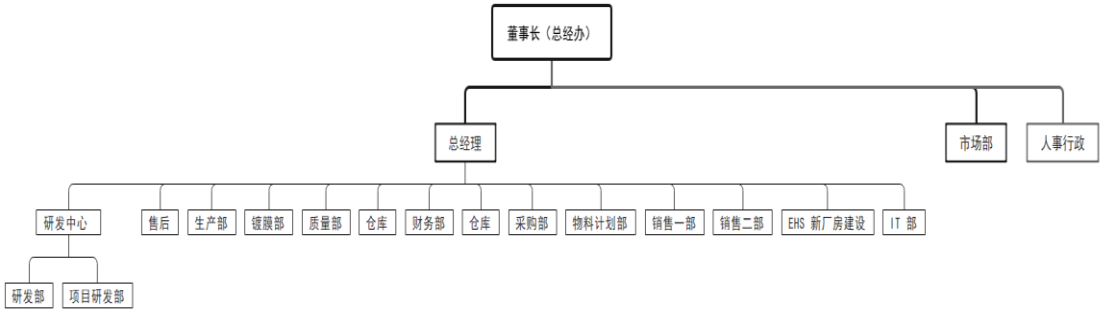 董事长（总经办）
总经理
市场部
人事行政
研发中心
售后
生产部
镀膜部
质量部
仓库
财务部
仓库
采购部
物料计划部
销售一部
销售二部
EHS 新厂房建设
IT 部
研发部
项目研发部